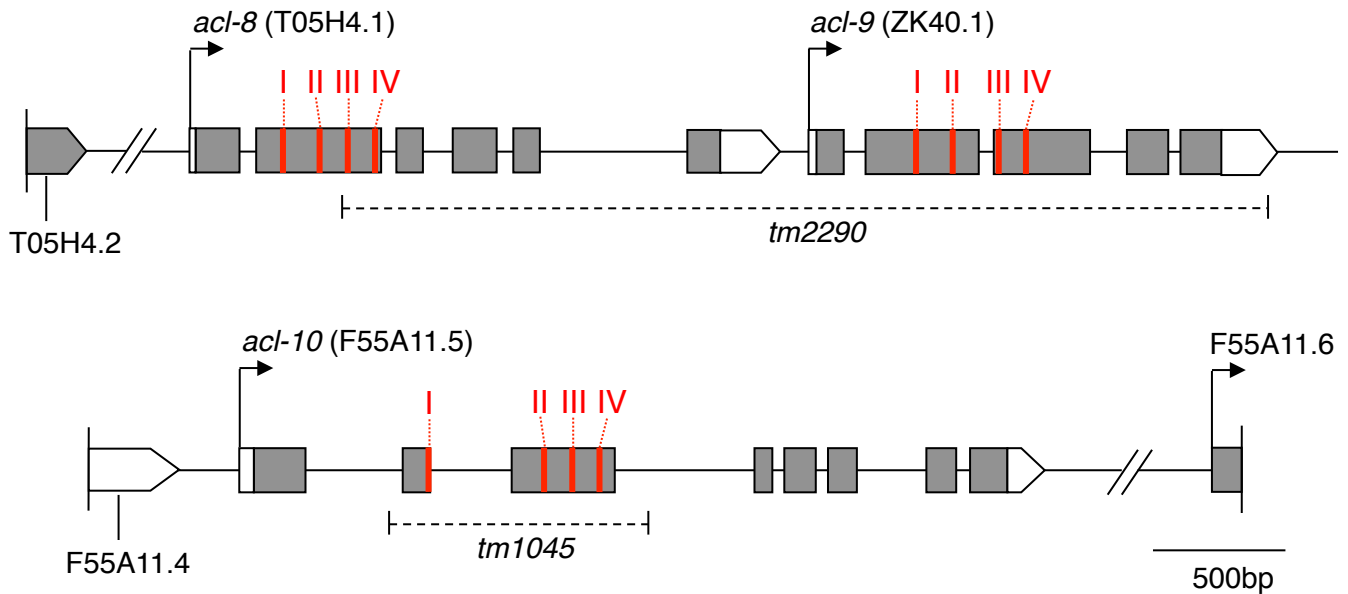 acl-8 (T05H4.1)
acl-9 (ZK40.1)
I II III IV
I II III IV
T05H4.2
tm2290
acl-10 (F55A11.5)
F55A11.6
I
II III IV
tm1045
F55A11.4
500bp